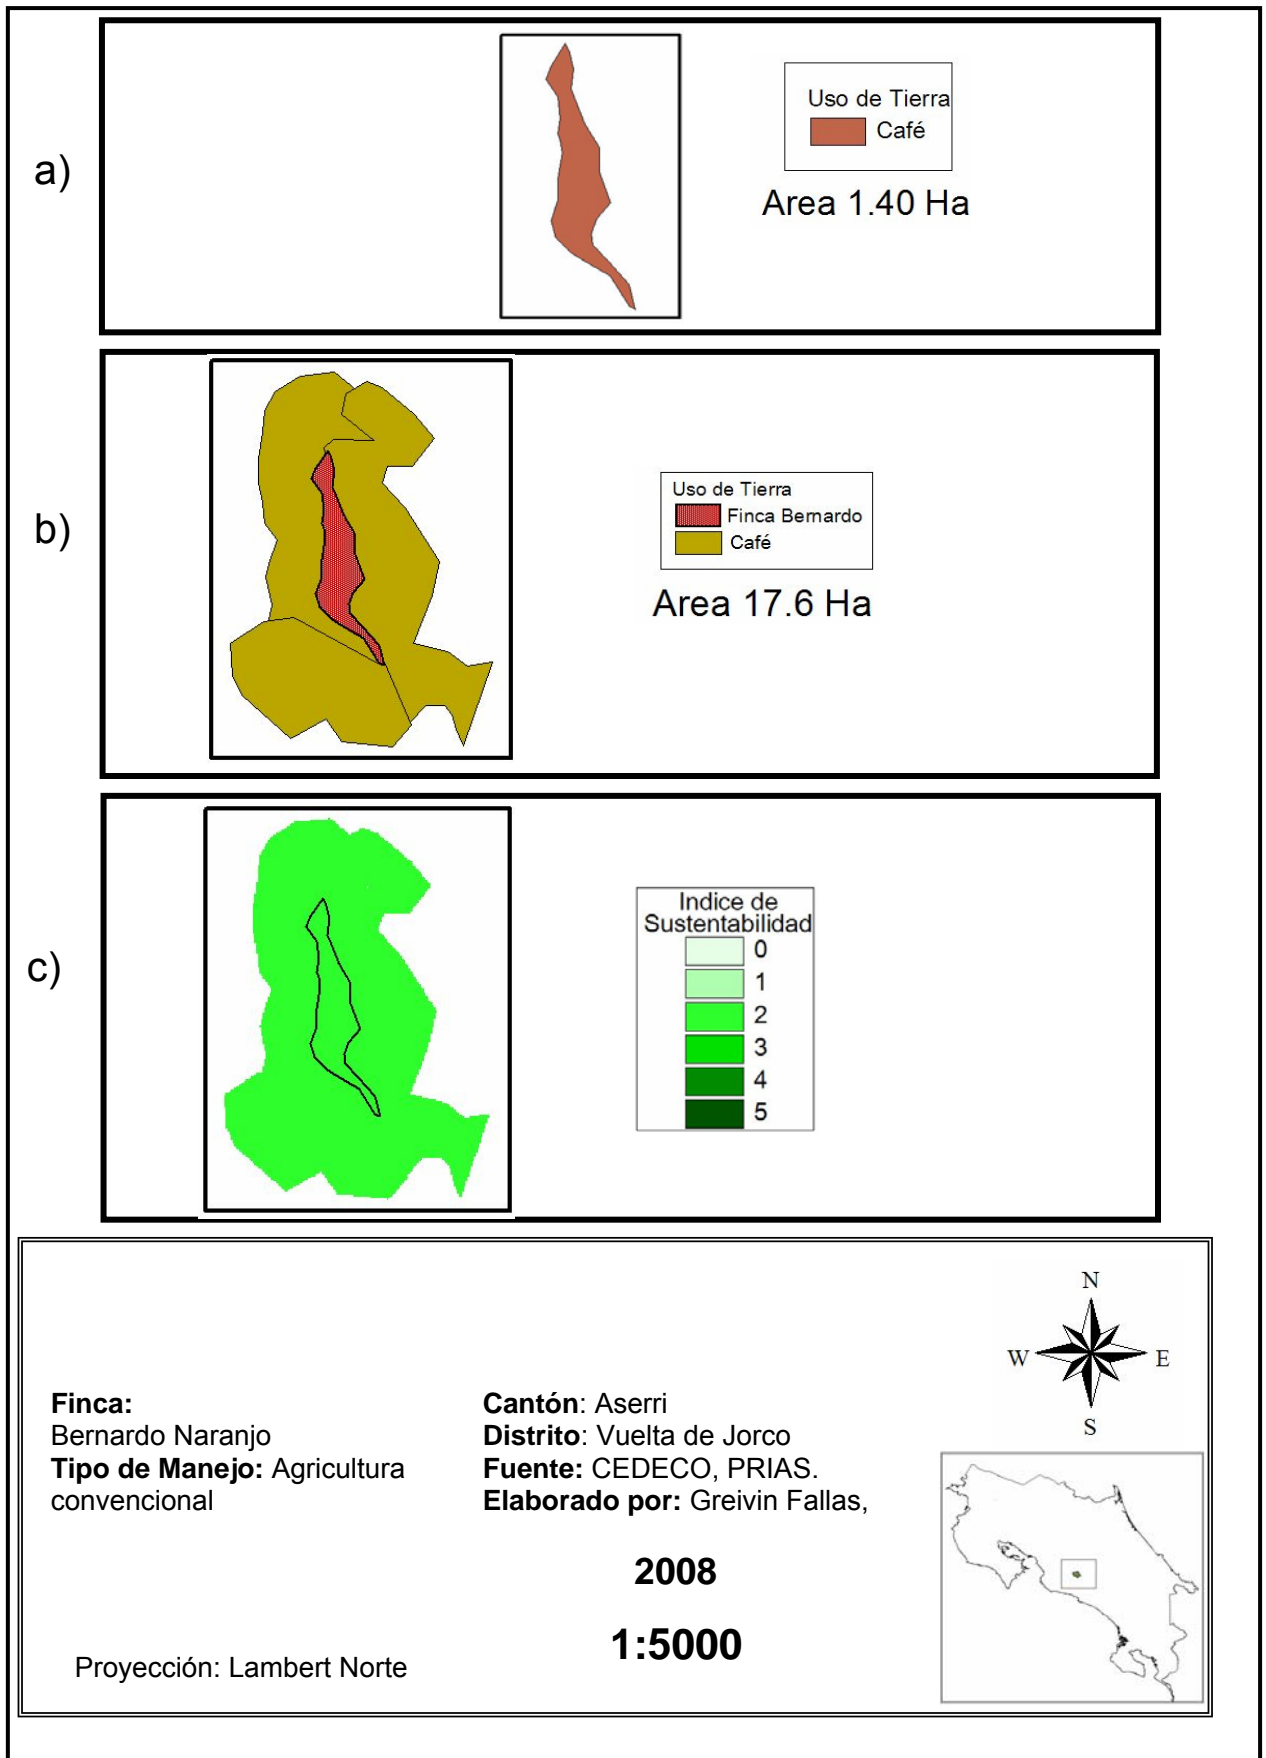 a)
Uso de Tierra
Café
Area 1.40 Ha
b)
Uso de Tierra
Finca Bernardo
Café
Area 17.6 Ha
c)
Indice de
Sustentabilidad
0
1
2
3
4
5
N
W
E
S
Finca:
Bernardo Naranjo
Tipo de Manejo: Agricultura
convencional
Cantón: Aserri
Distrito: Vuelta de Jorco
Fuente: CEDECO, PRIAS.
Elaborado por: Greivin Fallas,
2008
1:5000
Proyección: Lambert Norte